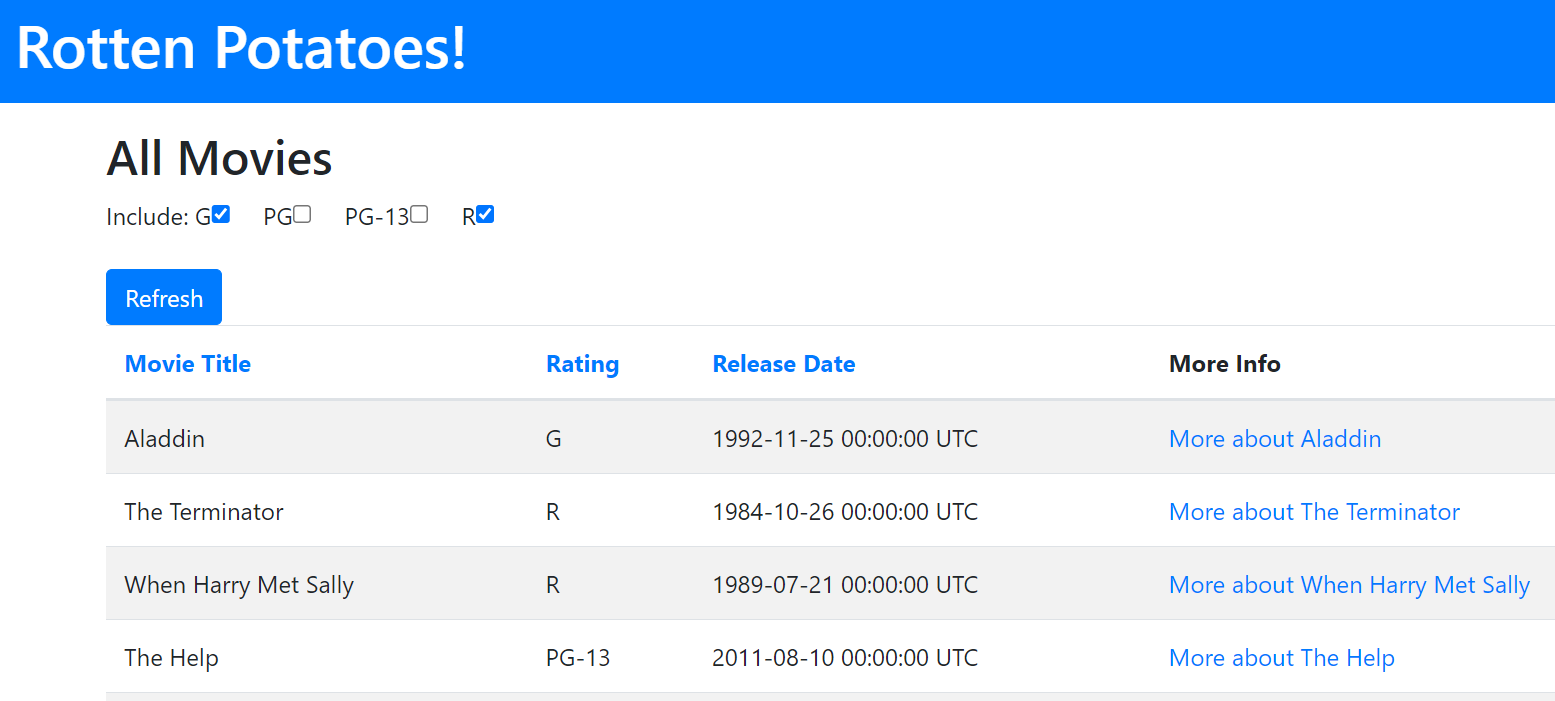 Rotten Potatoes!
All Movies
Include: G PG PG-13 R
Refresh
Movie Title Rating Release Date More Info
Aladdin G 1992-11-25 00:00:00 UTC More about Aladdin
The Terminator R 1984-10-26 00:00:00 UTC More about The Terminator
When Harry Met Sally R 1989-07-21 00:00:00 UTC More about When Harry Met Sally
The Help PG-13 2011-08-10 00:00:00 UTC More about The Help